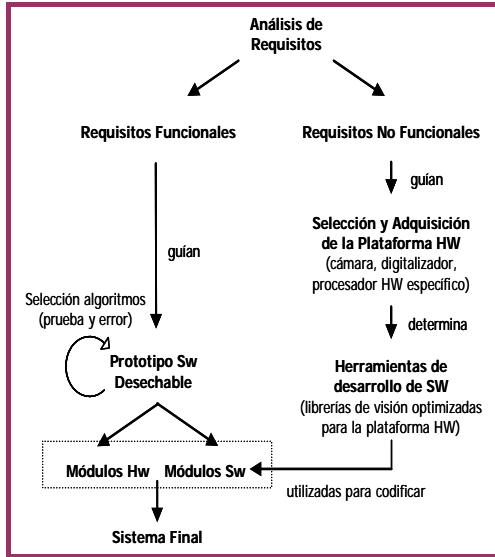 Análisis de
Requisitos
Requisitos Funcionales
Requisitos No Funcionales
guían
Selección y Adquisición
de la Plataforma HW
(cámara, digitalizador,
procesador HW específico)
guían
Selección algoritmos
(prueba y error)
determina
Prototipo Sw
Desechable
Herramientas de
desarrollo de SW
(librerías de visión optimizadas
para la plataforma HW)
Módulos Hw
Módulos Sw
utilizadas para codificar
Sistema Final